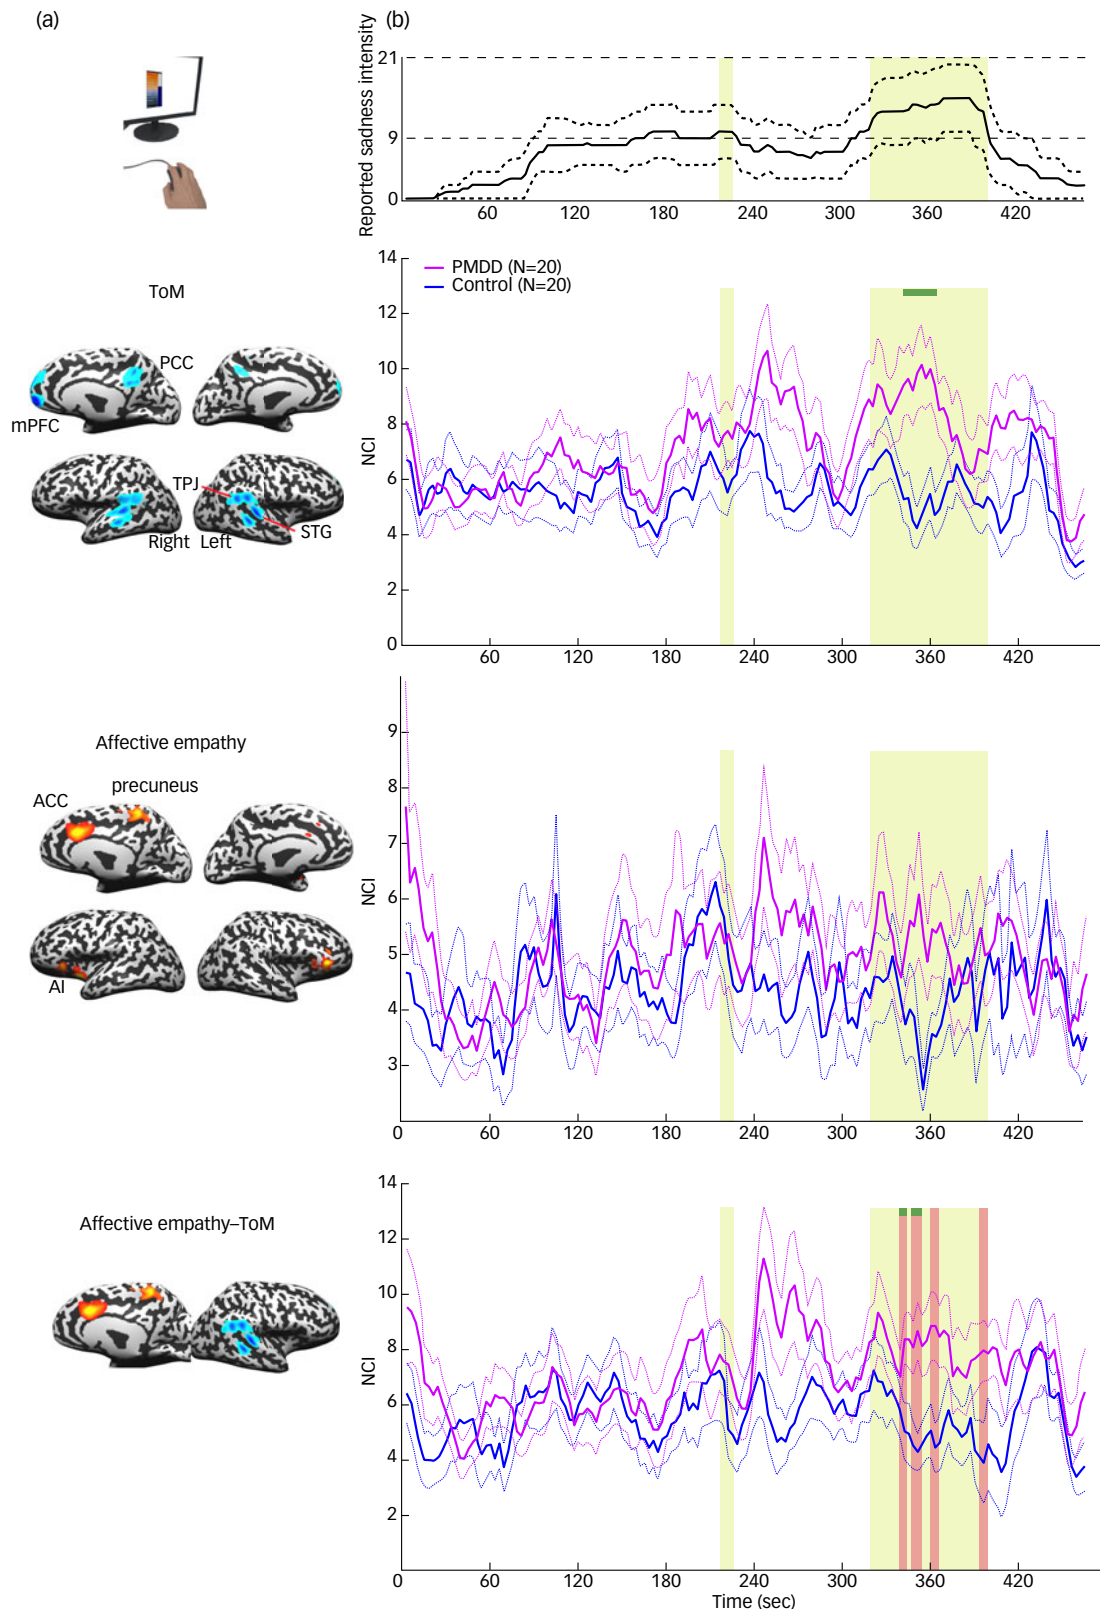 (a)
(b)
Reported sadness intensity
21
9
0
60 120 180 240 300 360 420
ToM
PCC
mPFC
TPJ
STG
Right Left
PMDD (N=20)
Control (N=20)
NCI
14
12
10
8
6
4
2
0
60 120 180 240 300 360 420
Affective empathy
precuneus
ACC
AI
NCI
9
8
7
6
5
4
3
0 60 120 180 240 300 360 420
Affective empathy–ToM
NCI
14
12
10
8
6
4
2
0 60 120 180 240 300 360 420
Time (sec)